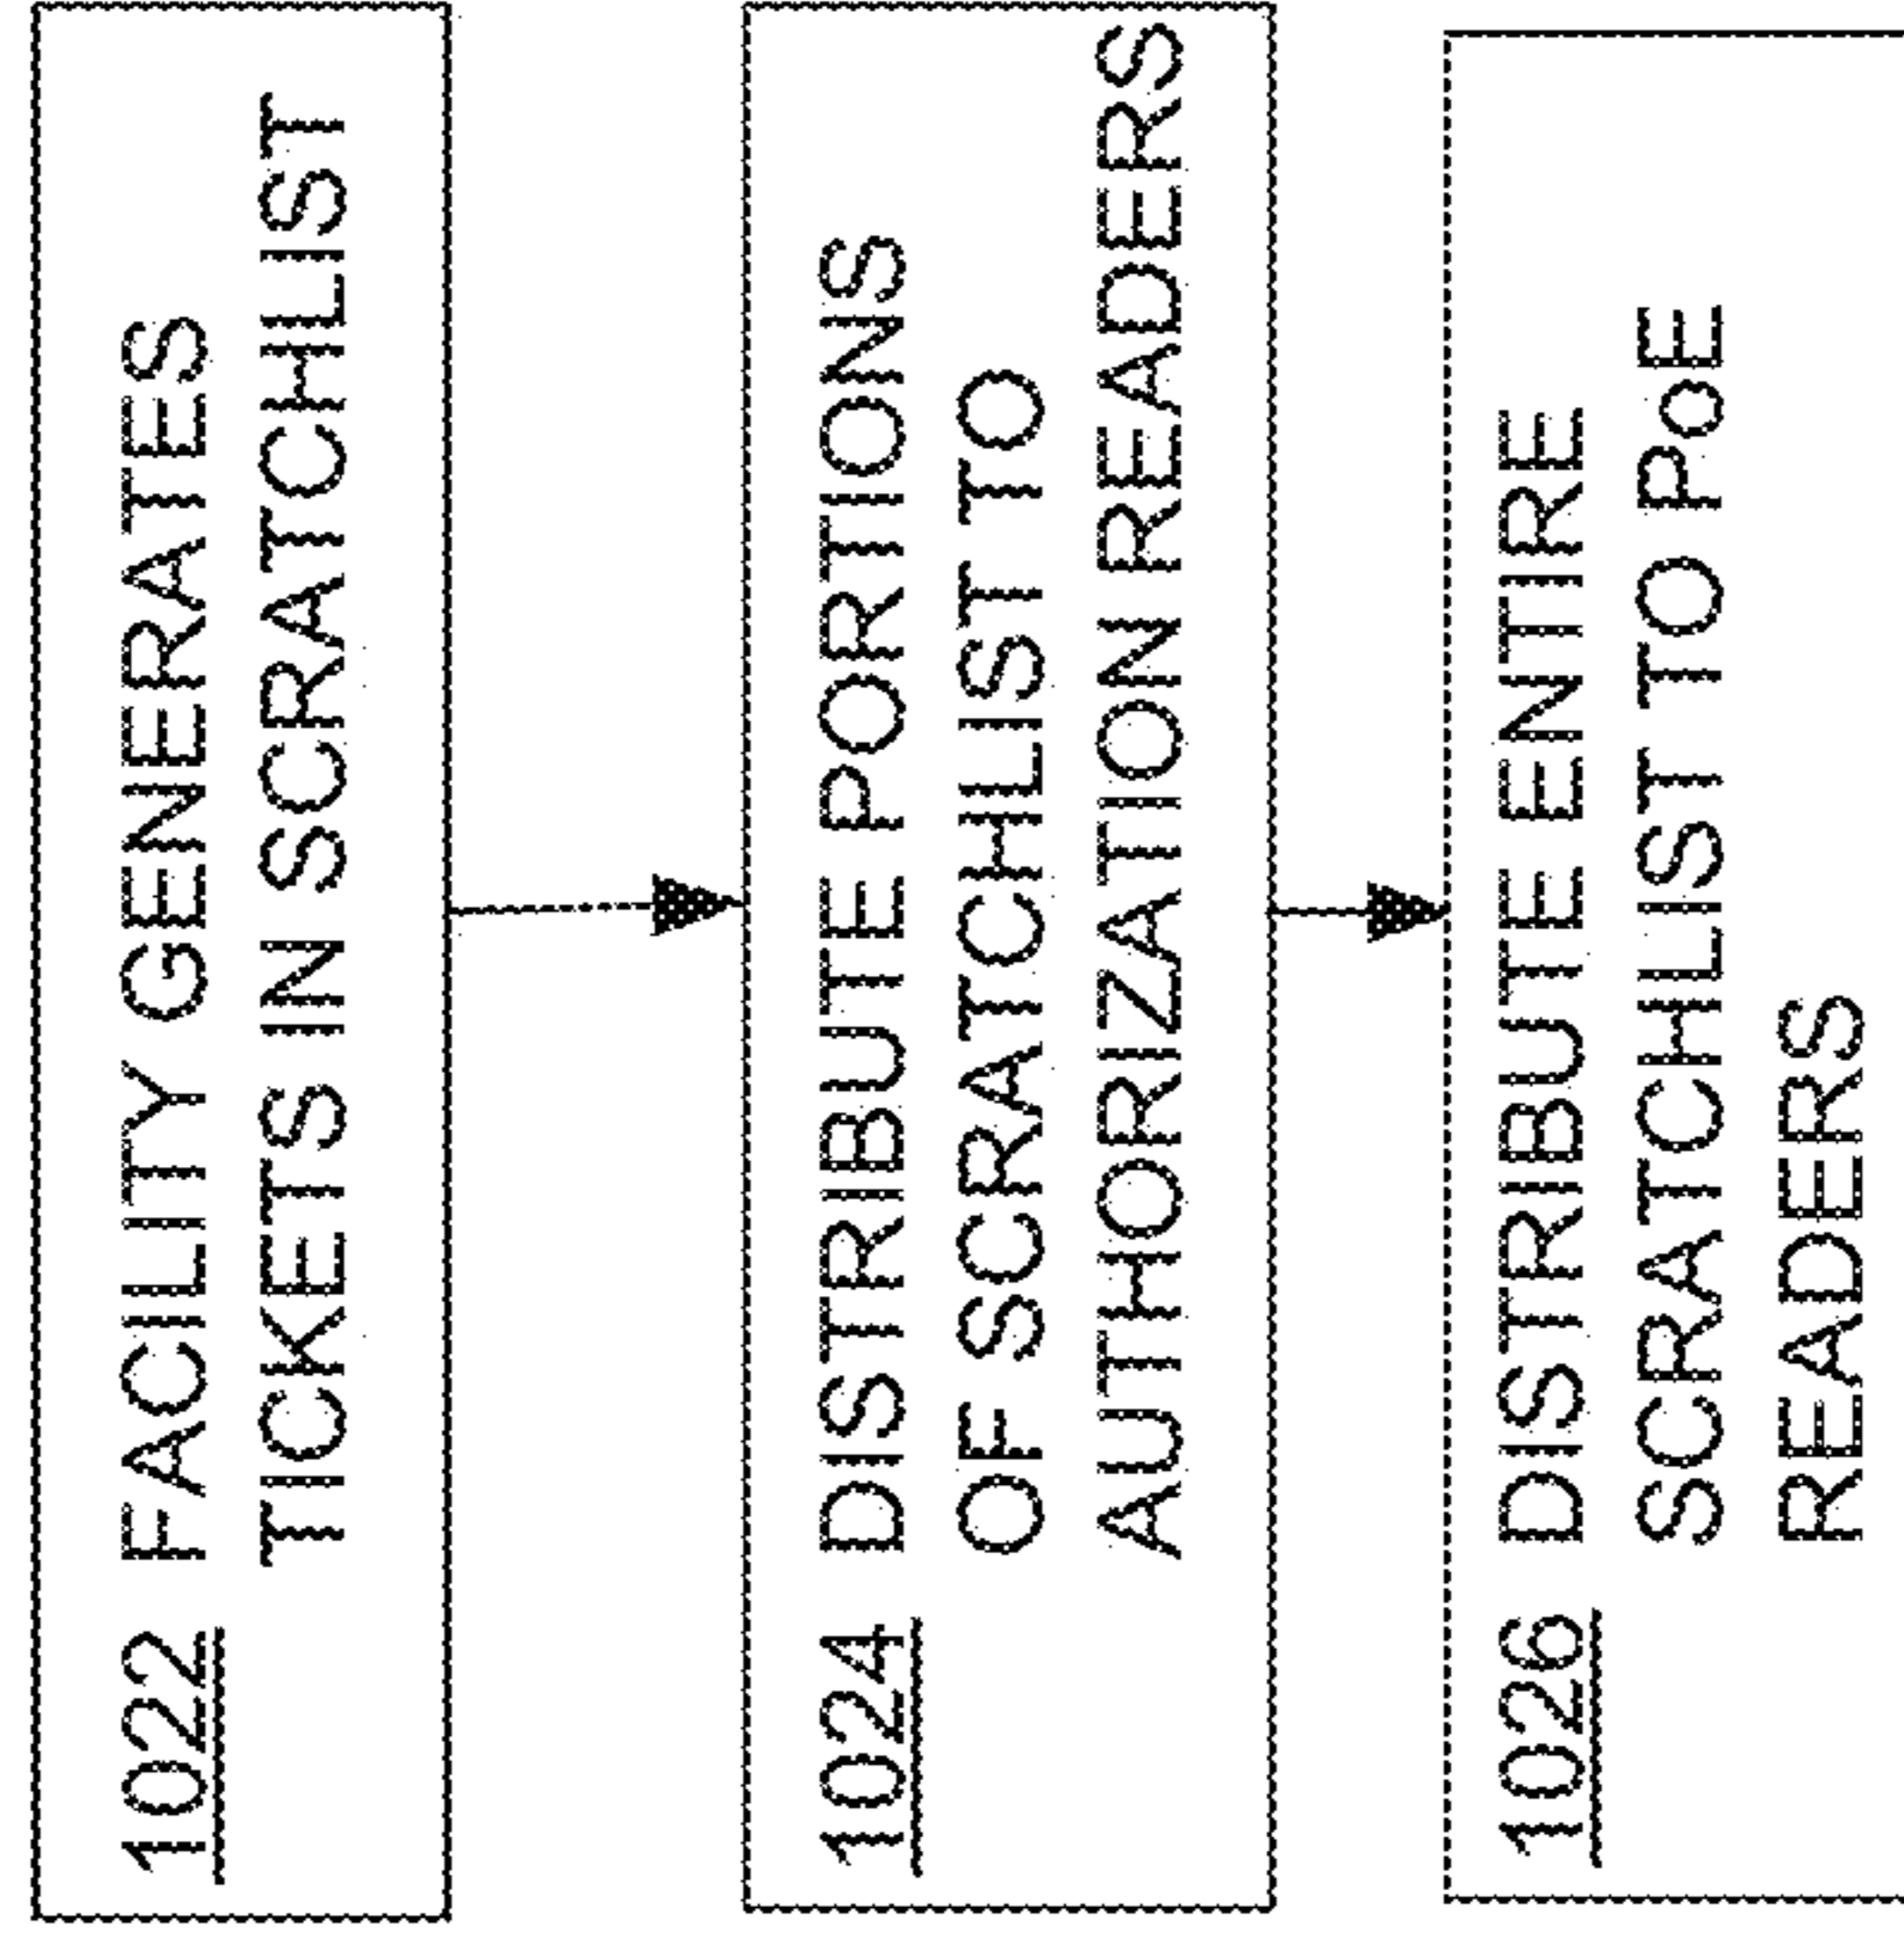 1022 FACILITY GENERATES
TICKETS IN SCRATCHLIST
1024 DISTRIBUTE PORTIONS
OF SCRATCHLIST TO
AUTHORIZATION READERS
1026 DISTRIBUTE ENTIRE
SCRATCHLIST TO PoE
READERS